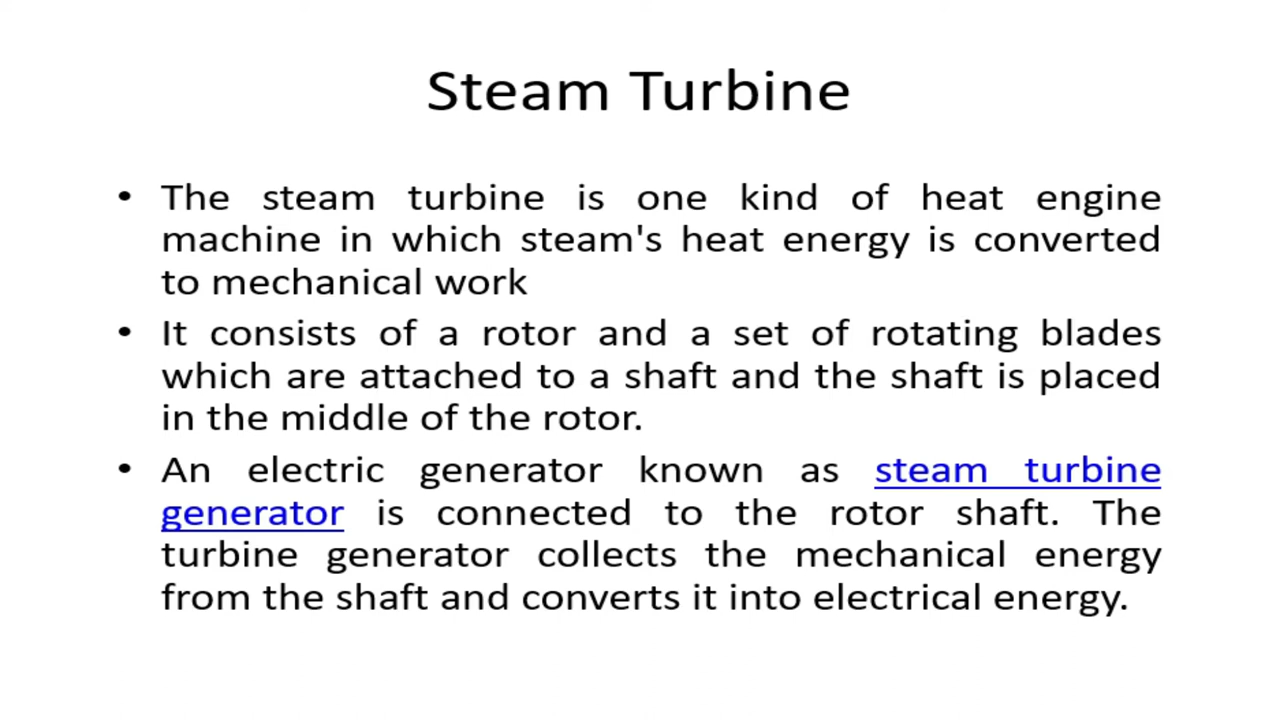 Steam Turbine
• The steam turbine is one kind of heat engine
machine in which steam's heat energy is converted
to mechanical work
• It consists of a rotor and a set of rotating blades
which are attached to a shaft and the shaft is placed
in the middle of the rotor.
• An electric generator known as steam turbine
generator is connected to the rotor shaft. The
turbine generator collects the mechanical energy
from the shaft and converts it into electrical energy.